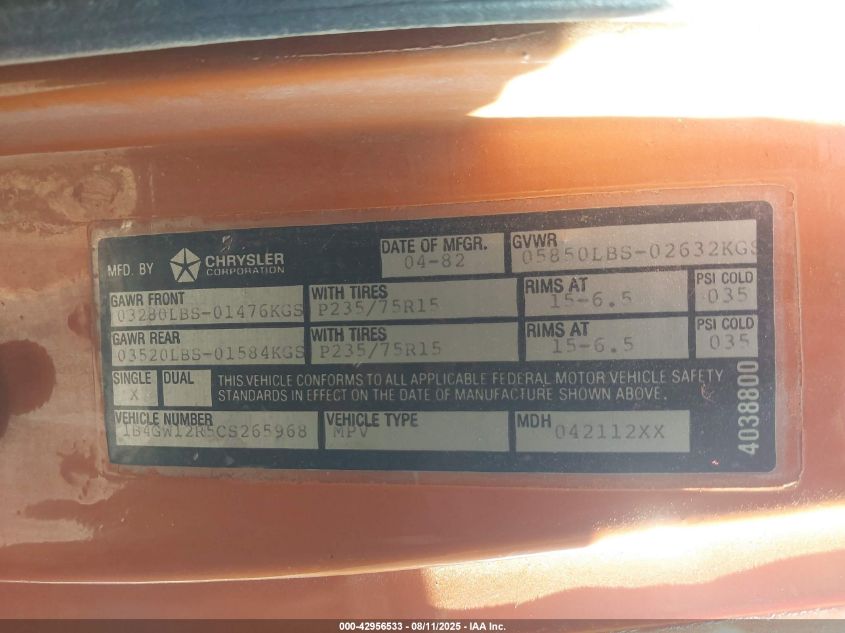 MFD. BY CHRYSLER CORPORATION
DATE OF MFGR. 04-82
GVWR 05850LBS-02632KGS
GAWR FRONT 03280LBS-01476KGS
WITH TIRES P235/75R15
RIMS AT 15-6.5
PSI COLD 035
GAWR REAR 03520LBS-01584KGS
WITH TIRES P235/75R15
RIMS AT 15-6.5
PSI COLD 035
SINGLE X
DUAL
THIS VEHICLE CONFORMS TO ALL APPLICABLE FEDERAL MOTOR VEHICLE SAFETY
STANDARDS IN EFFECT ON THE DATE OF MANUFACTURE SHOWN ABOVE.
VEHICLE NUMBER 1B4GW12R5CS265968
VEHICLE TYPE MPV
MDH 042112XX
4038800
000-42956533 - 08/11/2025 - IAA Inc.